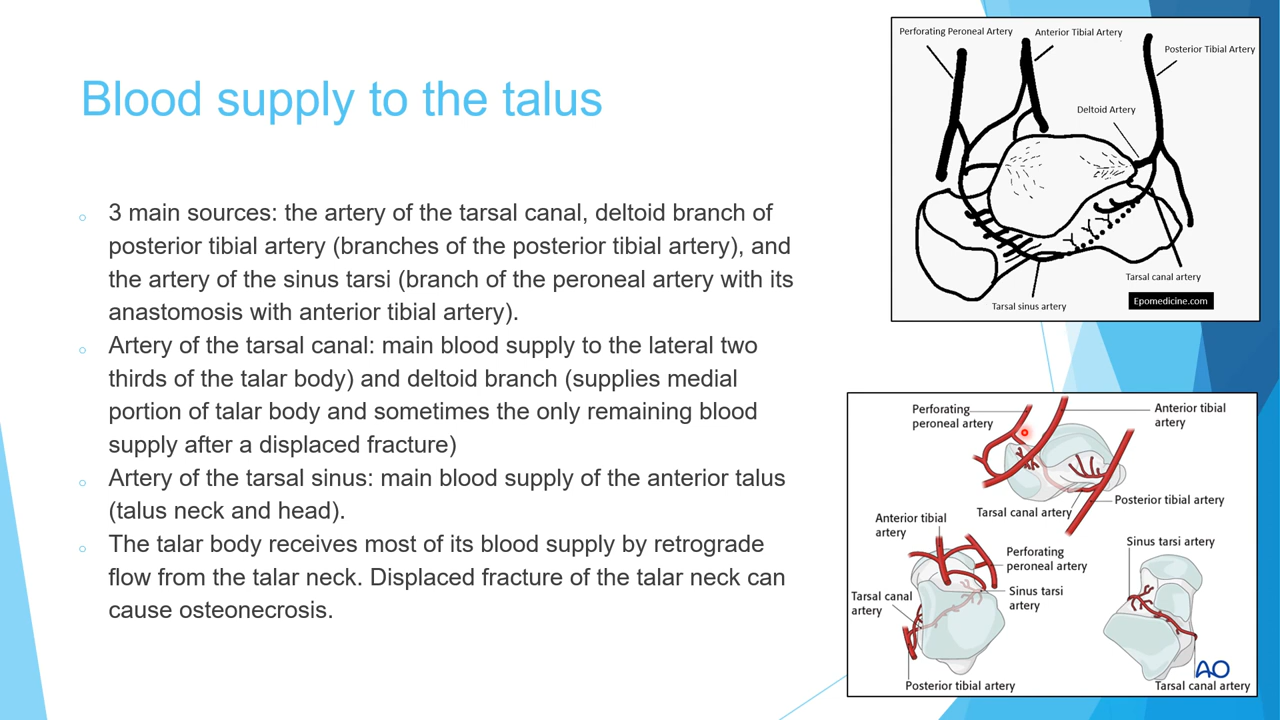 Blood supply to the talus
3 main sources: the artery of the tarsal canal, deltoid branch of
posterior tibial artery (branches of the posterior tibial artery), and
the artery of the sinus tarsi (branch of the peroneal artery with its
anastomosis with anterior tibial artery).
Artery of the tarsal canal: main blood supply to the lateral two
thirds of the talar body) and deltoid branch (supplies medial
portion of talar body and sometimes the only remaining blood
supply after a displaced fracture)
Artery of the tarsal sinus: main blood supply of the anterior talus
(talus neck and head).
The talar body receives most of its blood supply by retrograde
flow from the talar neck. Displaced fracture of the talar neck can
cause osteonecrosis.
Perforating Peroneal Artery
Anterior Tibial Artery
Posterior Tibial Artery
Deltoid Artery
Tarsal canal artery
Tarsal sinus artery
Epomedicine.com
Perforating
peroneal artery
Anterior tibial
artery
Posterior tibial artery
Tarsal canal artery
Anterior tibial
artery
Perforating
peroneal artery
Sinus tarsi
artery
Tarsal canal
artery
Posterior tibial artery
Sinus tarsi artery
AO
Tarsal canal artery